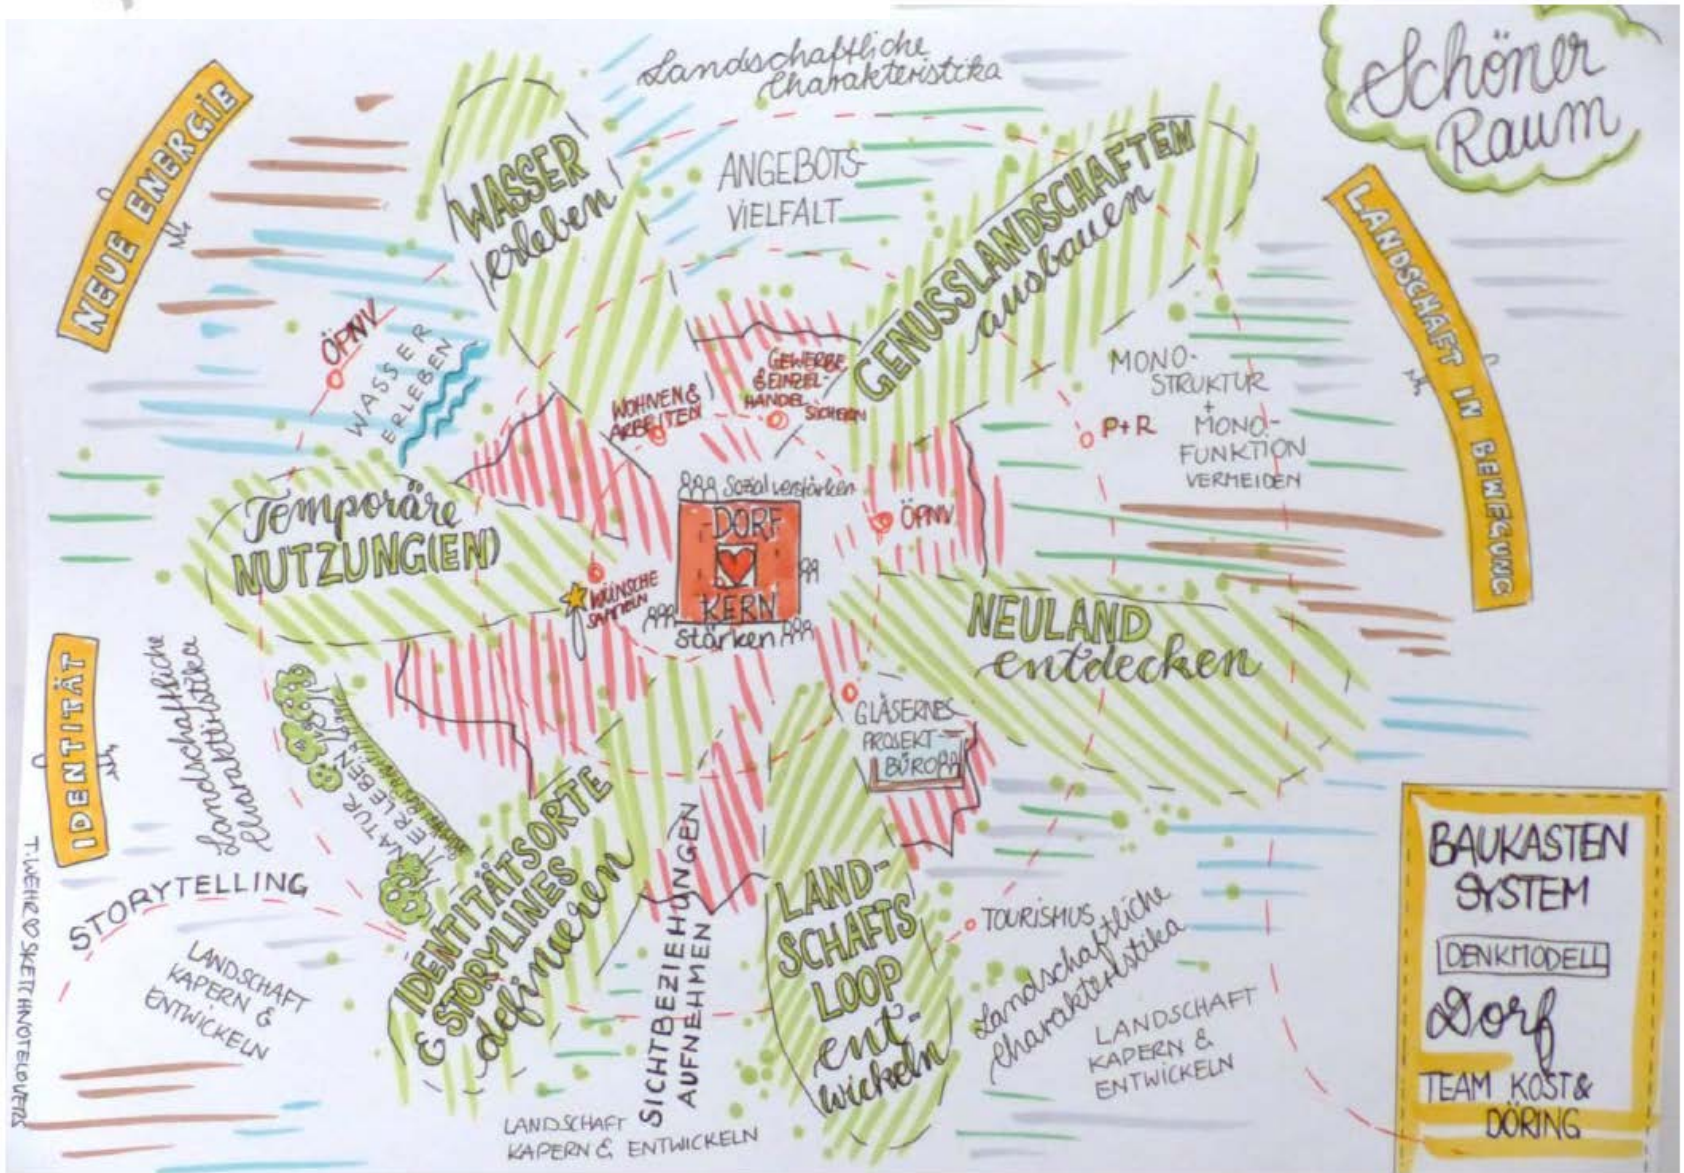 Landschaftliche
Charakteristika
Schöner
Raum
NEUE ENERGIE
WASSER
erleben
ANGEBOTS-
VIELFALT
GENUSSLANDSCHAFTEN
ausbauen
LANDSCHAFT IN BEWEGUNG
ÖPNV
WASSER
ERLEBEN
WOHNEN &
ARBEITEN
GEWERBE
& EINZEL-
HANDEL SICHERN
MONO-
STRUKTUR
+
MONO-
FUNKTION
VERMEIDEN
P+R
Temporäre
NUTZUNG(EN)
Sozial verstärken
DORF
KERN
stärken
ÖPNV
WÜNSCHE
SAMMELN
NEULAND
entdecken
IDENTITÄT
Landschaftliche
Charaktiristika
NATUR
ERLEBEN
GLÄSERNES
PROJEKT-
BÜRO
STORYTELLING
LANDSCHAFT
KAPERN &
ENTWICKELN
IDENTITÄTSORTE
& STORYLINES
definieren
SICHTBEZIEHUNGEN
AUFNEHMEN
LAND-
SCHAFTS
LOOP
ent-
wickeln
TOURISMUS
Landschaftliche
Charakteristika
LANDSCHAFT
KAPERN &
ENTWICKELN
LANDSCHAFT
KAPERN & ENTWICKELN
BAUKASTEN
SYSTEM
DENKMODELL
Dorf
TEAM KOST &
DÖRING